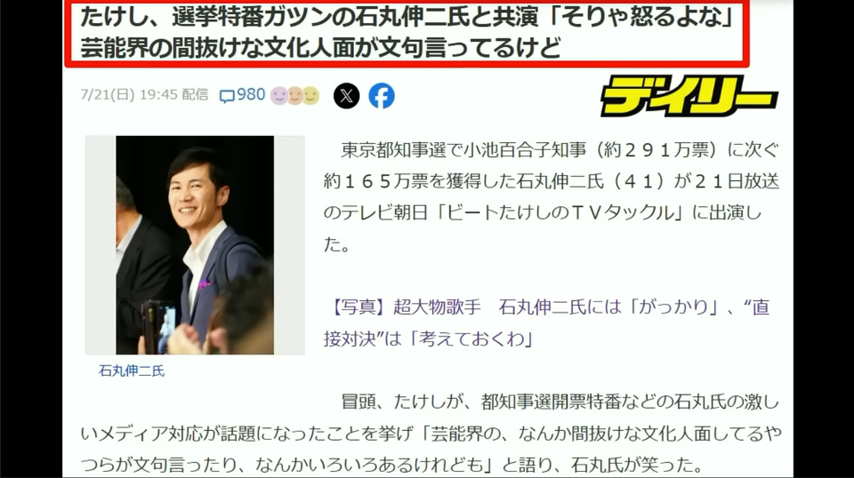 たけし、選挙特番ガツンの石丸伸二氏と共演「そりゃ怒るよな」
芸能界の間抜けな文化人面が文句言ってるけど
7/21(日) 19:45 配信 980
デイリー
東京都知事選で小池百合子知事（約２９１万票）に次ぐ
約１６５万票を獲得した石丸伸二氏（４１）が２１日放送
のテレビ朝日「ビートたけしのＴＶタックル」に出演し
た。
【写真】超大物歌手　石丸伸二氏には「がっかり」、“直
接対決”は「考えておくわ」
石丸伸二氏
冒頭、たけしが、都知事選開票特番などの石丸氏の激し
いメディア対応が話題になったことを挙げ「芸能界の、なんか間抜けな文化人面してるや
つらが文句言ったり、なんかいろいろあるけれども」と語り、石丸氏が笑った。